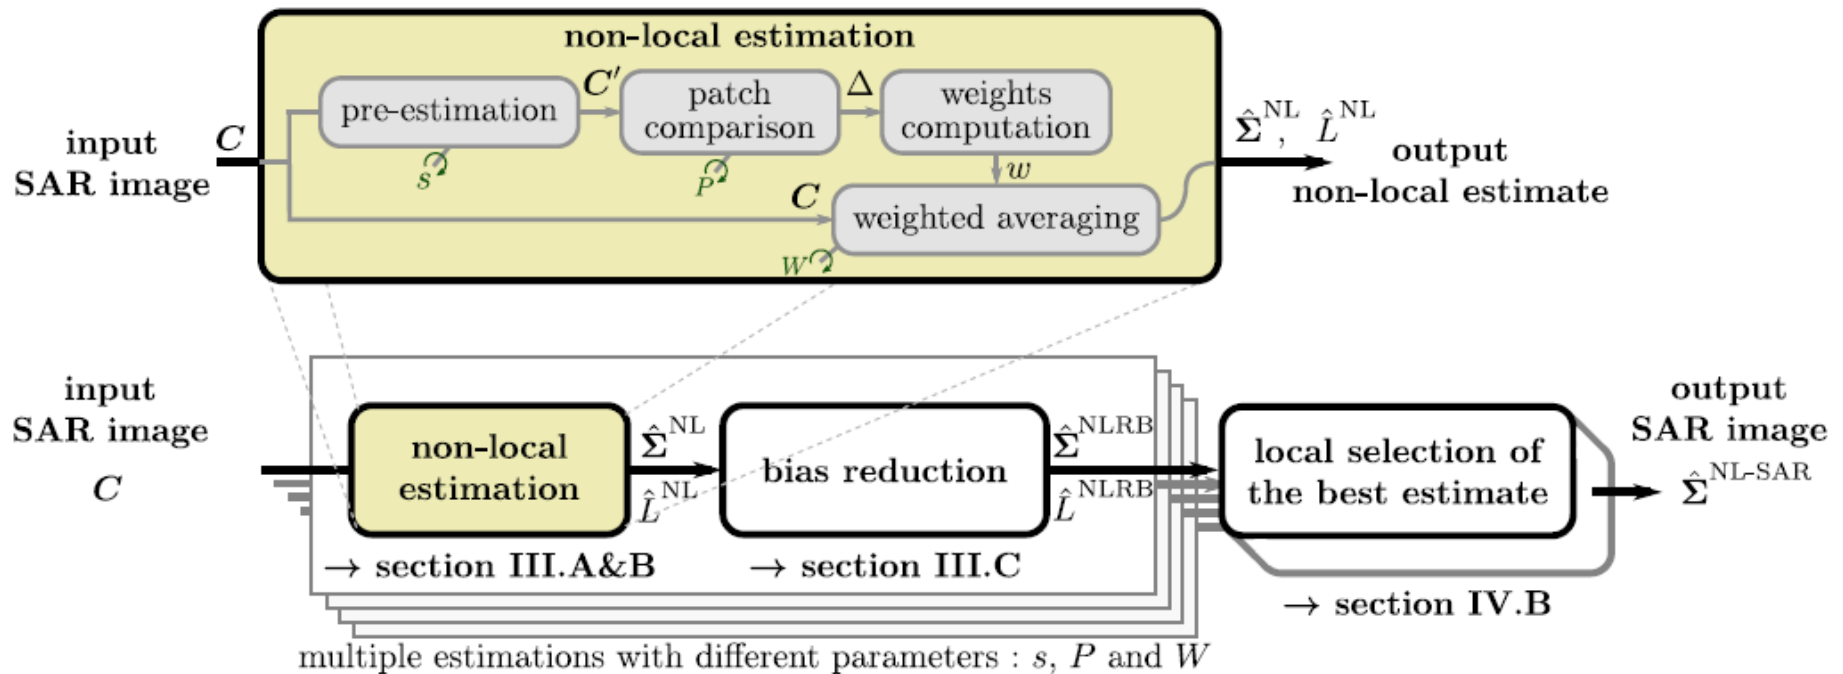 non-local estimation
input
SAR image
C
pre-estimation
s
C′
patch
comparison
P
Δ
weights
computation
w
C
weighted averaging
W
Σ̂^NL, L̂^NL
output
non-local estimate
input
SAR image
C
non-local
estimation
→ section III.A&B
Σ̂^NL
L̂^NL
bias reduction
→ section III.C
Σ̂^NLRB
L̂^NLRB
local selection of
the best estimate
→ section IV.B
output
SAR image
Σ̂^NL-SAR
multiple estimations with different parameters : s, P and W